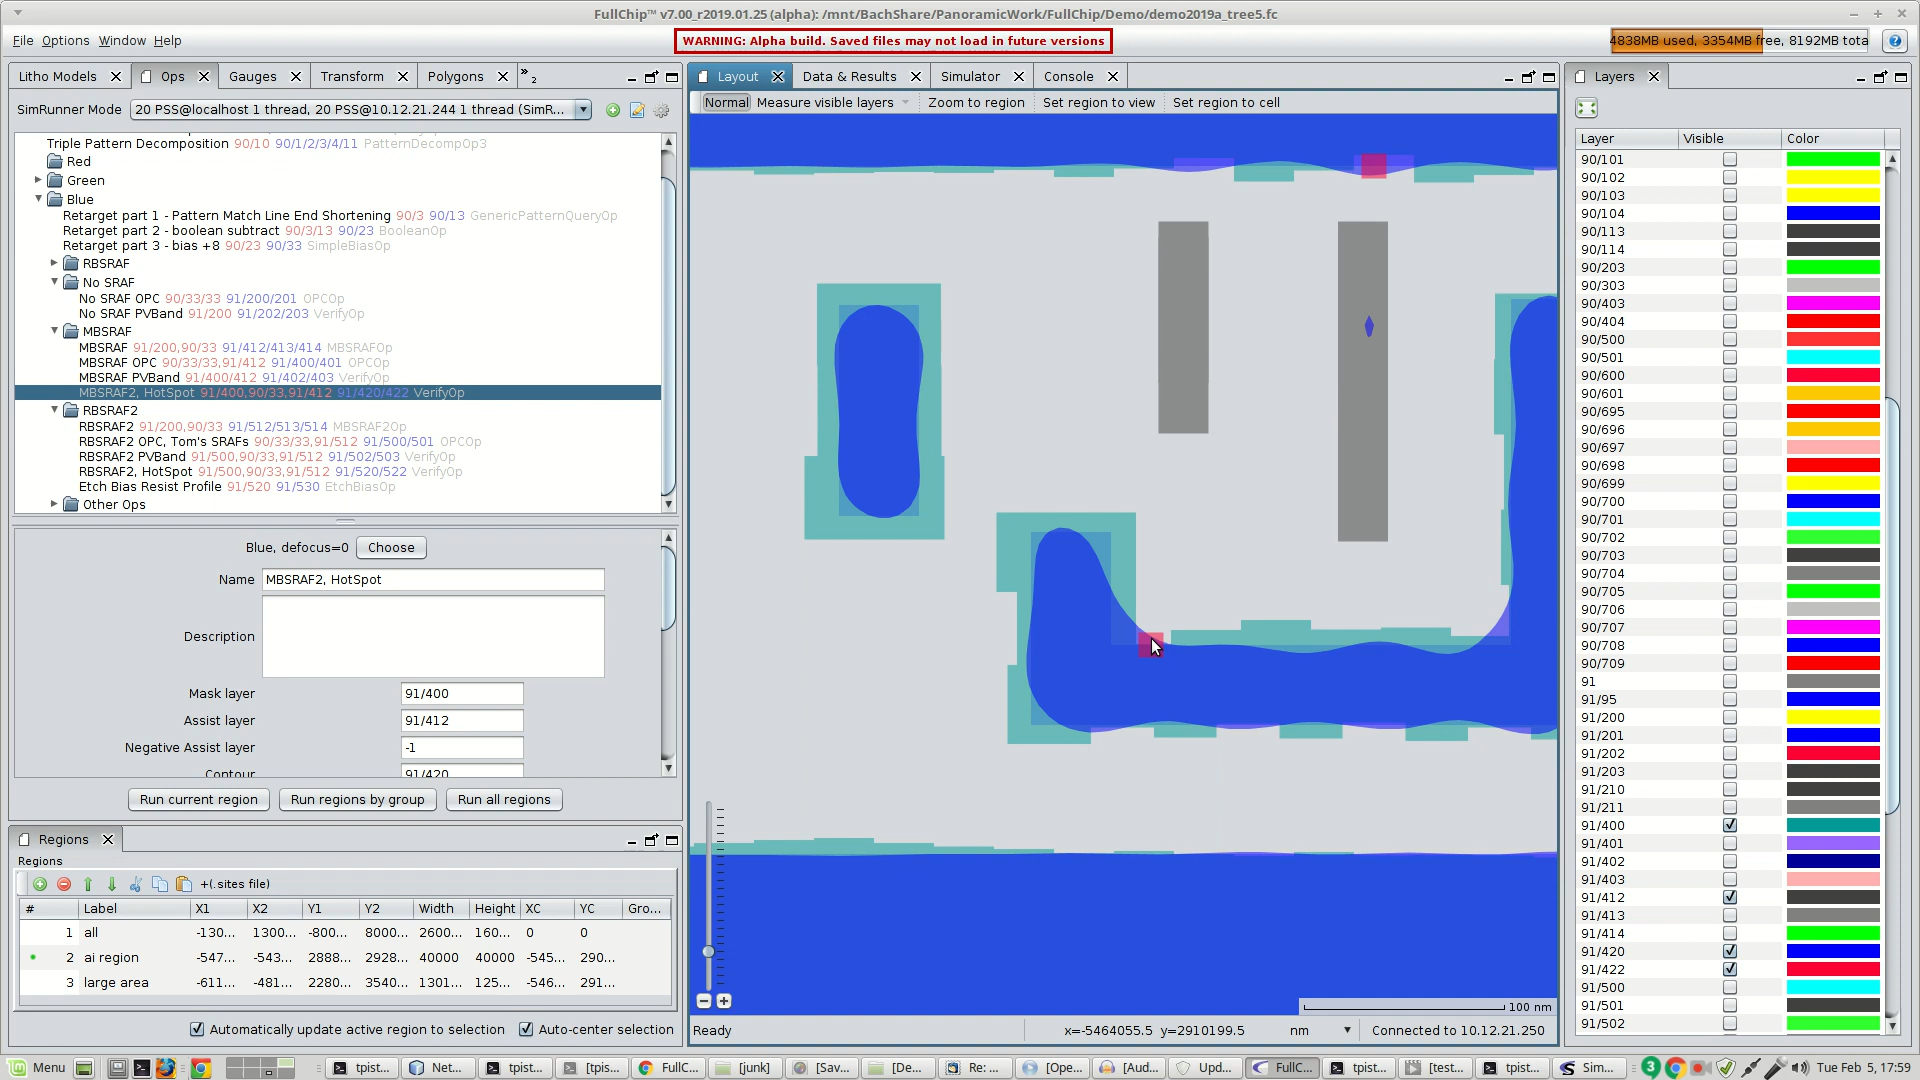 FullChip™ v7.00_r2019.01.25 (alpha): /mnt/BachShare/PanoramicWork/FullChip/Demo/demo2019a_tree5.fc
File Options Window Help
WARNING: Alpha build. Saved files may not load in future versions
4838MB used, 3354MB free, 8192MB tota
Litho Models Ops Gauges Transform Polygons »2
SimRunner Mode 20 PSS@localhost 1 thread, 20 PSS@10.12.21.244 1 thread (SimR...
Triple Pattern Decomposition 90/10 90/1/2/3/4/11 PatternDecompOp3
Red
Green
Blue
Retarget part 1 - Pattern Match Line End Shortening 90/3 90/13 GenericPatternQueryOp
Retarget part 2 - boolean subtract 90/3/13 90/23 BooleanOp
Retarget part 3 - bias +8 90/23 90/33 SimpleBiasOp
RBSRAF
No SRAF
No SRAF OPC 90/33/33 91/200/201 OPCOp
No SRAF PVBand 91/200 91/202/203 VerifyOp
MBSRAF
MBSRAF 91/200,90/33 91/412/413/414 MBSRAFOp
MBSRAF OPC 90/33/33,91/412 91/400/401 OPCOp
MBSRAF PVBand 91/400/412 91/402/403 VerifyOp
MBSRAF2, HotSpot 91/400,90/33,91/412 91/420/422 VerifyOp
RBSRAF2
RBSRAF2 91/200,90/33 91/512/513/514 MBSRAF2Op
RBSRAF2 OPC, Tom's SRAFs 90/33/33,91/512 91/500/501 OPCOp
RBSRAF2 PVBand 91/500,90/33,91/512 91/502/503 VerifyOp
RBSRAF2, HotSpot 91/500,90/33,91/512 91/520/522 VerifyOp
Etch Bias Resist Profile 91/520 91/530 EtchBiasOp
Other Ops
Blue, defocus=0 Choose
Name MBSRAF2, HotSpot
Description
Mask layer 91/400
Assist layer 91/412
Negative Assist layer -1
Contour 91/420
Run current region Run regions by group Run all regions
Regions
Regions
+(.sites file)
# Label X1 X2 Y1 Y2 Width Height XC YC Gro...
1 all -130... 1300... -800... 8000... 2600... 160... 0 0
2 ai region -547... -543... 2888... 2928... 40000 40000 -545... 290...
3 large area -611... -481... 2280... 3540... 1301... 125... -546... 291...
Automatically update active region to selection Auto-center selection
Layout Data & Results Simulator Console
Normal Measure visible layers Zoom to region Set region to view Set region to cell
100 nm
Ready x=-5464055.5 y=2910199.5 nm Connected to 10.12.21.250
Layers
Layer Visible Color
90/101
90/102
90/103
90/104
90/113
90/114
90/203
90/303
90/403
90/404
90/500
90/501
90/600
90/601
90/695
90/696
90/697
90/698
90/699
90/700
90/701
90/702
90/703
90/704
90/705
90/706
90/707
90/708
90/709
91
91/95
91/200
91/201
91/202
91/203
91/210
91/211
91/400
91/401
91/402
91/403
91/412
91/413
91/414
91/420
91/422
91/500
91/501
91/502
Menu tpist... Net... tpist... [tpis... FullC... [junk] [Sav... [De... Re: ... [Ope... [Aud... Upd... FullC... tpist... [test... tpist... Sim... 3 Tue Feb 5, 17:59